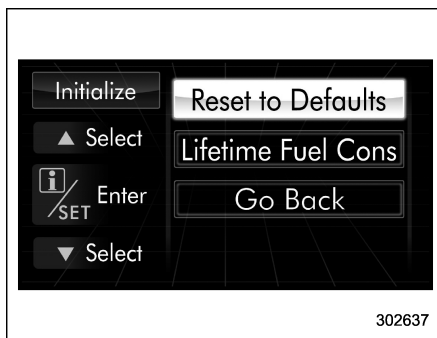 Initialize
Reset to Defaults
▲ Select
Lifetime Fuel Cons
i/SET Enter
Go Back
▼ Select
302637